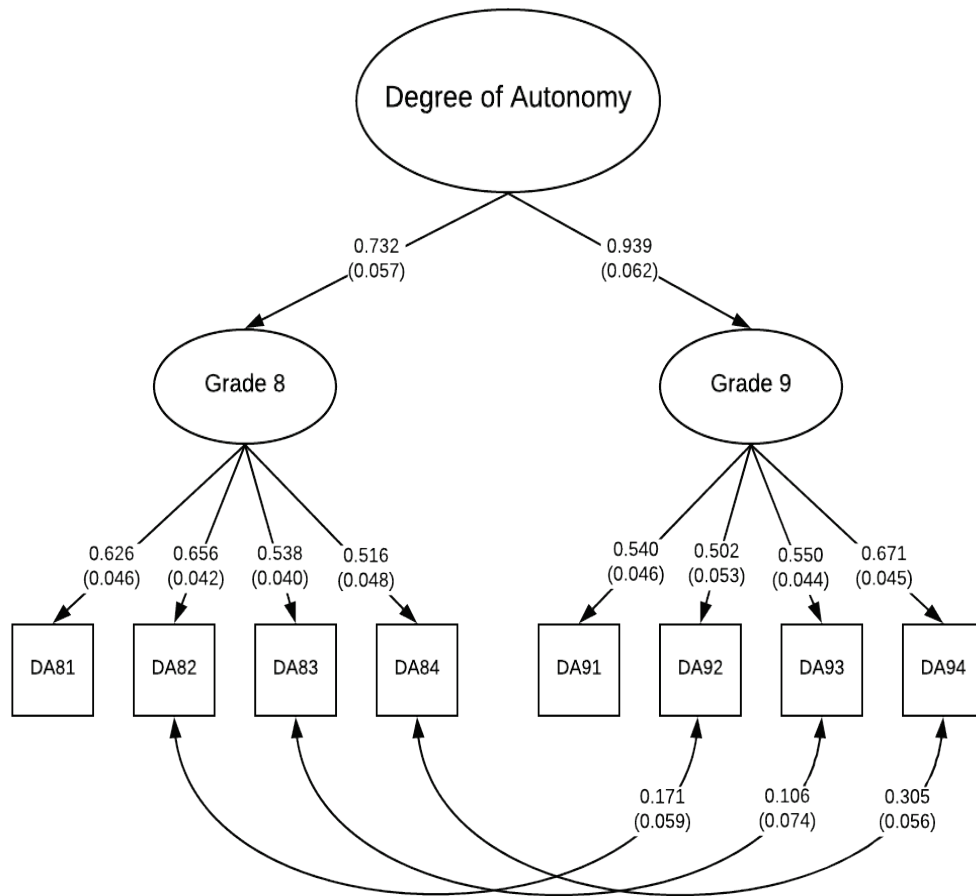 Degree of Autonomy
0.732
(0.057)
0.939
(0.062)
Grade 8
Grade 9
0.626
(0.046)
0.656
(0.042)
0.538
(0.040)
0.516
(0.048)
0.540
(0.046)
0.502
(0.053)
0.550
(0.044)
0.671
(0.045)
DA81
DA82
DA83
DA84
DA91
DA92
DA93
DA94
0.171
(0.059)
0.106
(0.074)
0.305
(0.056)